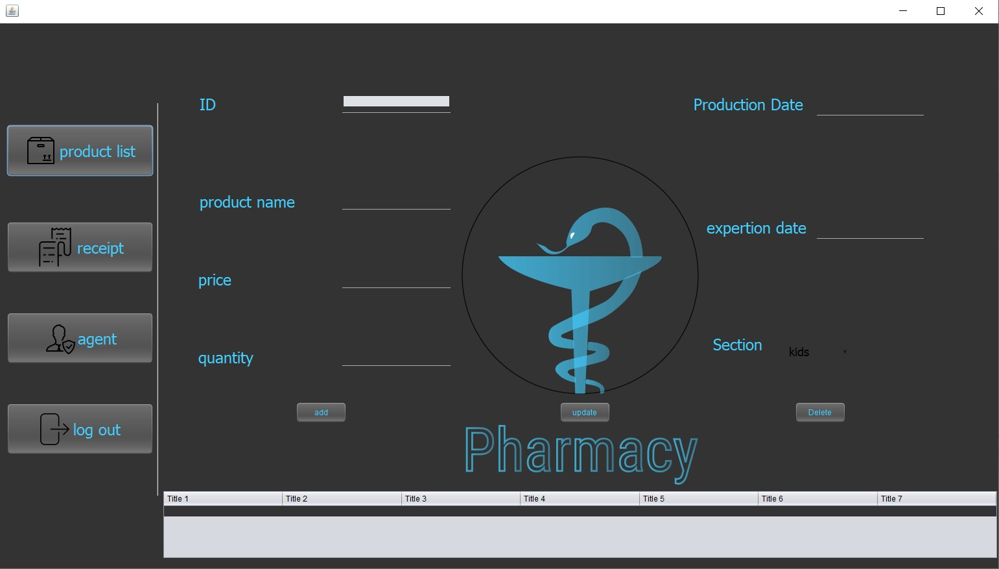 ID
Production Date
product list
product name
expertion date
receipt
price
agent
Section
kids
quantity
add
update
Delete
log out
Pharmacy
Title 1 Title 2 Title 3 Title 4 Title 5 Title 6 Title 7